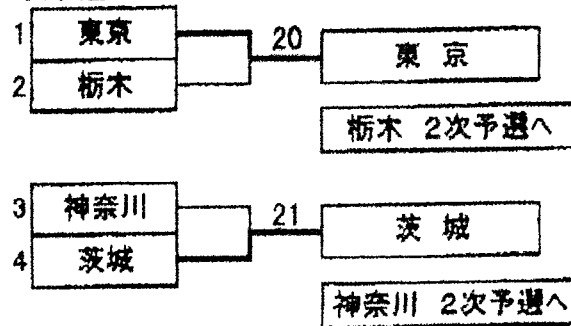 1 東京
20
東 京
2 栃木
栃木 2次予選へ
3 神奈川
21
茨 城
4 茨城
神奈川 2次予選へ